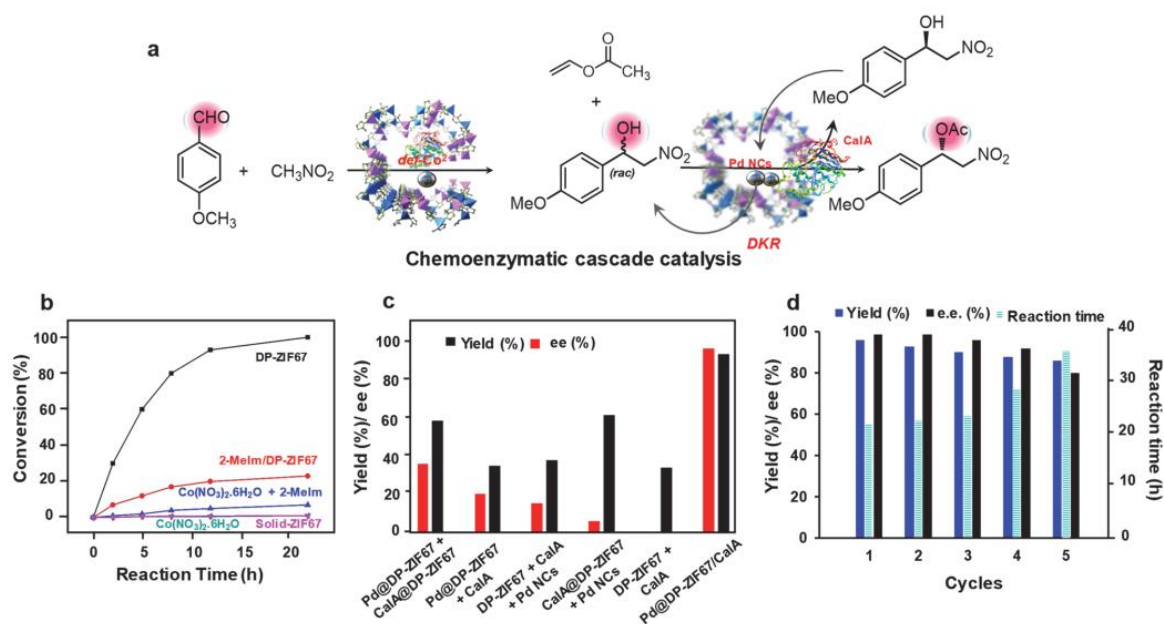 a
CHO
OCH3
+
CH3NO2
def-Co2
O
O
CH3
+
OH
NO2
(rac)
MeO
Pd NCs
CalA
DKR
OH
NO2
MeO
OAc
NO2
MeO
Chemoenzymatic cascade catalysis
b
Conversion (%)
100
80
60
40
20
0
DP-ZIF67
2-MeIm/DP-ZIF67
Co(NO3)2.6H2O + 2-MeIm
Co(NO3)2.6H2O
Solid-ZIF67
0 5 10 15 20
Reaction Time (h)
c
Yield (%) ee (%)
Yield (%)/ ee (%)
100
80
60
40
20
0
Pd@DP-ZIF67 +
CalA@DP-ZIF67
Pd@DP-ZIF67
+ CalA
DP-ZIF67 + CalA
+ Pd NCs
CalA@DP-ZIF67
+ Pd NCs
DP-ZIF67 +
CalA
Pd@DP-ZIF67/CalA
d
Yield (%) e.e. (%) Reaction time
Yield (%)/ ee (%)
100
80
60
40
20
0
40
30
20
10
0
Reaction time (h)
1 2 3 4 5
Cycles